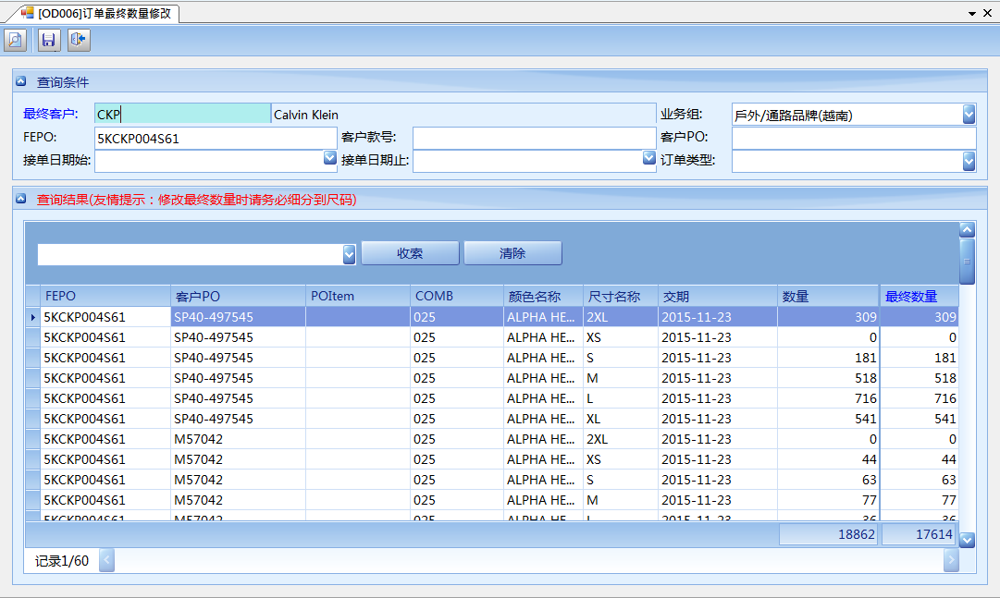 [OD006]订单最终数量修改
查询条件
最终客户: CKP Calvin Klein 业务组: 戶外/通路品牌(越南)
FEPO: 5KCKP004S61 客户款号: 客户PO:
接单日期始: 接单日期止: 订单类型:
查询结果(友情提示：修改最终数量时请务必细分到尺码)
收索 清除
FEPO 客户PO POItem COMB 颜色名称 尺寸名称 交期 数量 最终数量
5KCKP004S61 SP40-497545 025 ALPHA HE... 2XL 2015-11-23 309 309
5KCKP004S61 SP40-497545 025 ALPHA HE... XS 2015-11-23 0 0
5KCKP004S61 SP40-497545 025 ALPHA HE... S 2015-11-23 181 181
5KCKP004S61 SP40-497545 025 ALPHA HE... M 2015-11-23 518 518
5KCKP004S61 SP40-497545 025 ALPHA HE... L 2015-11-23 716 716
5KCKP004S61 SP40-497545 025 ALPHA HE... XL 2015-11-23 541 541
5KCKP004S61 M57042 025 ALPHA HE... 2XL 2015-11-23 0 0
5KCKP004S61 M57042 025 ALPHA HE... XS 2015-11-23 44 44
5KCKP004S61 M57042 025 ALPHA HE... S 2015-11-23 63 63
5KCKP004S61 M57042 025 ALPHA HE... M 2015-11-23 77 77
5KCKP004S61 M57042 025 ALPHA HE... L 2015-11-23 36 36
18862 17614
记录1/60